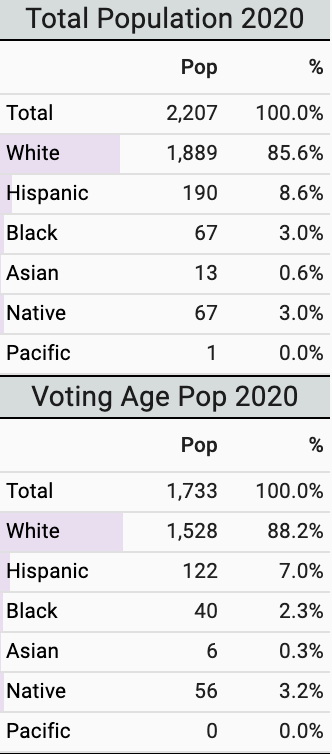 Total Population 2020
Pop %
Total 2,207 100.0%
White 1,889 85.6%
Hispanic 190 8.6%
Black 67 3.0%
Asian 13 0.6%
Native 67 3.0%
Pacific 1 0.0%
Voting Age Pop 2020
Pop %
Total 1,733 100.0%
White 1,528 88.2%
Hispanic 122 7.0%
Black 40 2.3%
Asian 6 0.3%
Native 56 3.2%
Pacific 0 0.0%